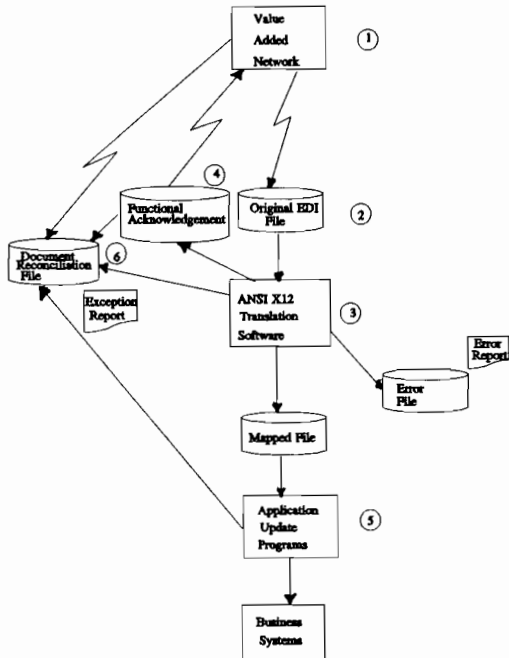 Value
Added
Network
1
4
Functional
Acknowledgement
Original EDI
File
2
Document
Reconciliation
File
6
Exception
Report
ANSI X12
Translation
Software
3
Error
Report
Error
File
Mapped File
Application
Update
Programs
5
Business
Systems